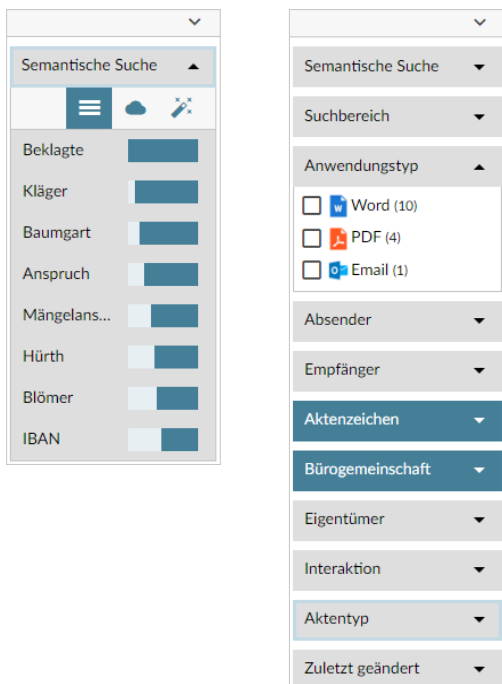 Semantische Suche
Beklagte
Kläger
Baumgart
Anspruch
Mängelans...
Hürth
Blömer
IBAN
Semantische Suche
Suchbereich
Anwendungstyp
Word (10)
PDF (4)
Email (1)
Absender
Empfänger
Aktenzeichen
Bürogemeinschaft
Eigentümer
Interaktion
Aktentyp
Zuletzt geändert